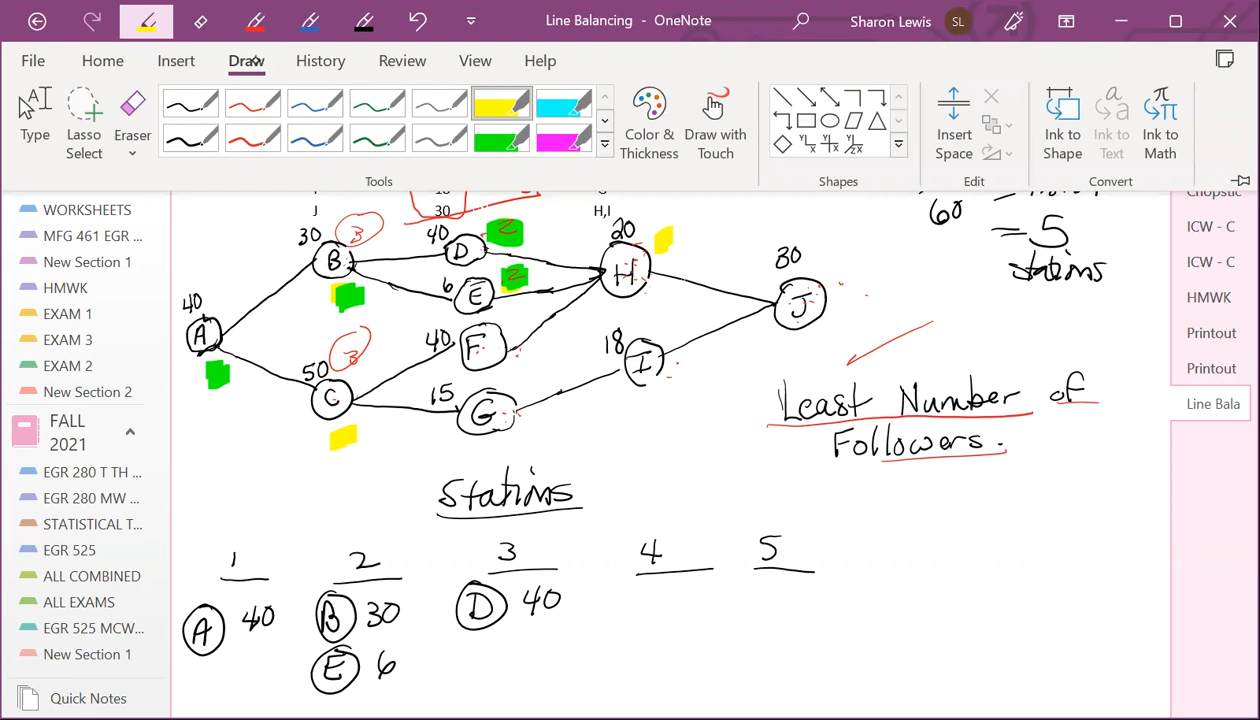 Line Balancing - OneNote
Sharon Lewis SL
File Home Insert Draw History Review View Help
Type
Lasso Select
Eraser
Color & Thickness
Draw with Touch
Insert Space
Ink to Shape
Ink to Text
Ink to Math
Tools Shapes Edit Convert
WORKSHEETS
MFG 461 EGR ...
New Section 1
HMWK
EXAM 1
EXAM 3
EXAM 2
New Section 2
FALL 2021
EGR 280 T TH ...
EGR 280 MW ...
STATISTICAL T...
EGR 525
ALL COMBINED
ALL EXAMS
EGR 525 MCW...
New Section 1
Quick Notes
J 30 H,I
60
= 5
stations
40 A
30 B 3
50 C 3
40 D 2
6 E 2
40 F
15 G
20 H
18 I
30 J
Least Number of
Followers.
Stations
1 2 3 4 5
A 40 B 30 D 40
E 6
Chopstic
ICW - C
ICW - C
HMWK
Printout
Printout
Line Bala